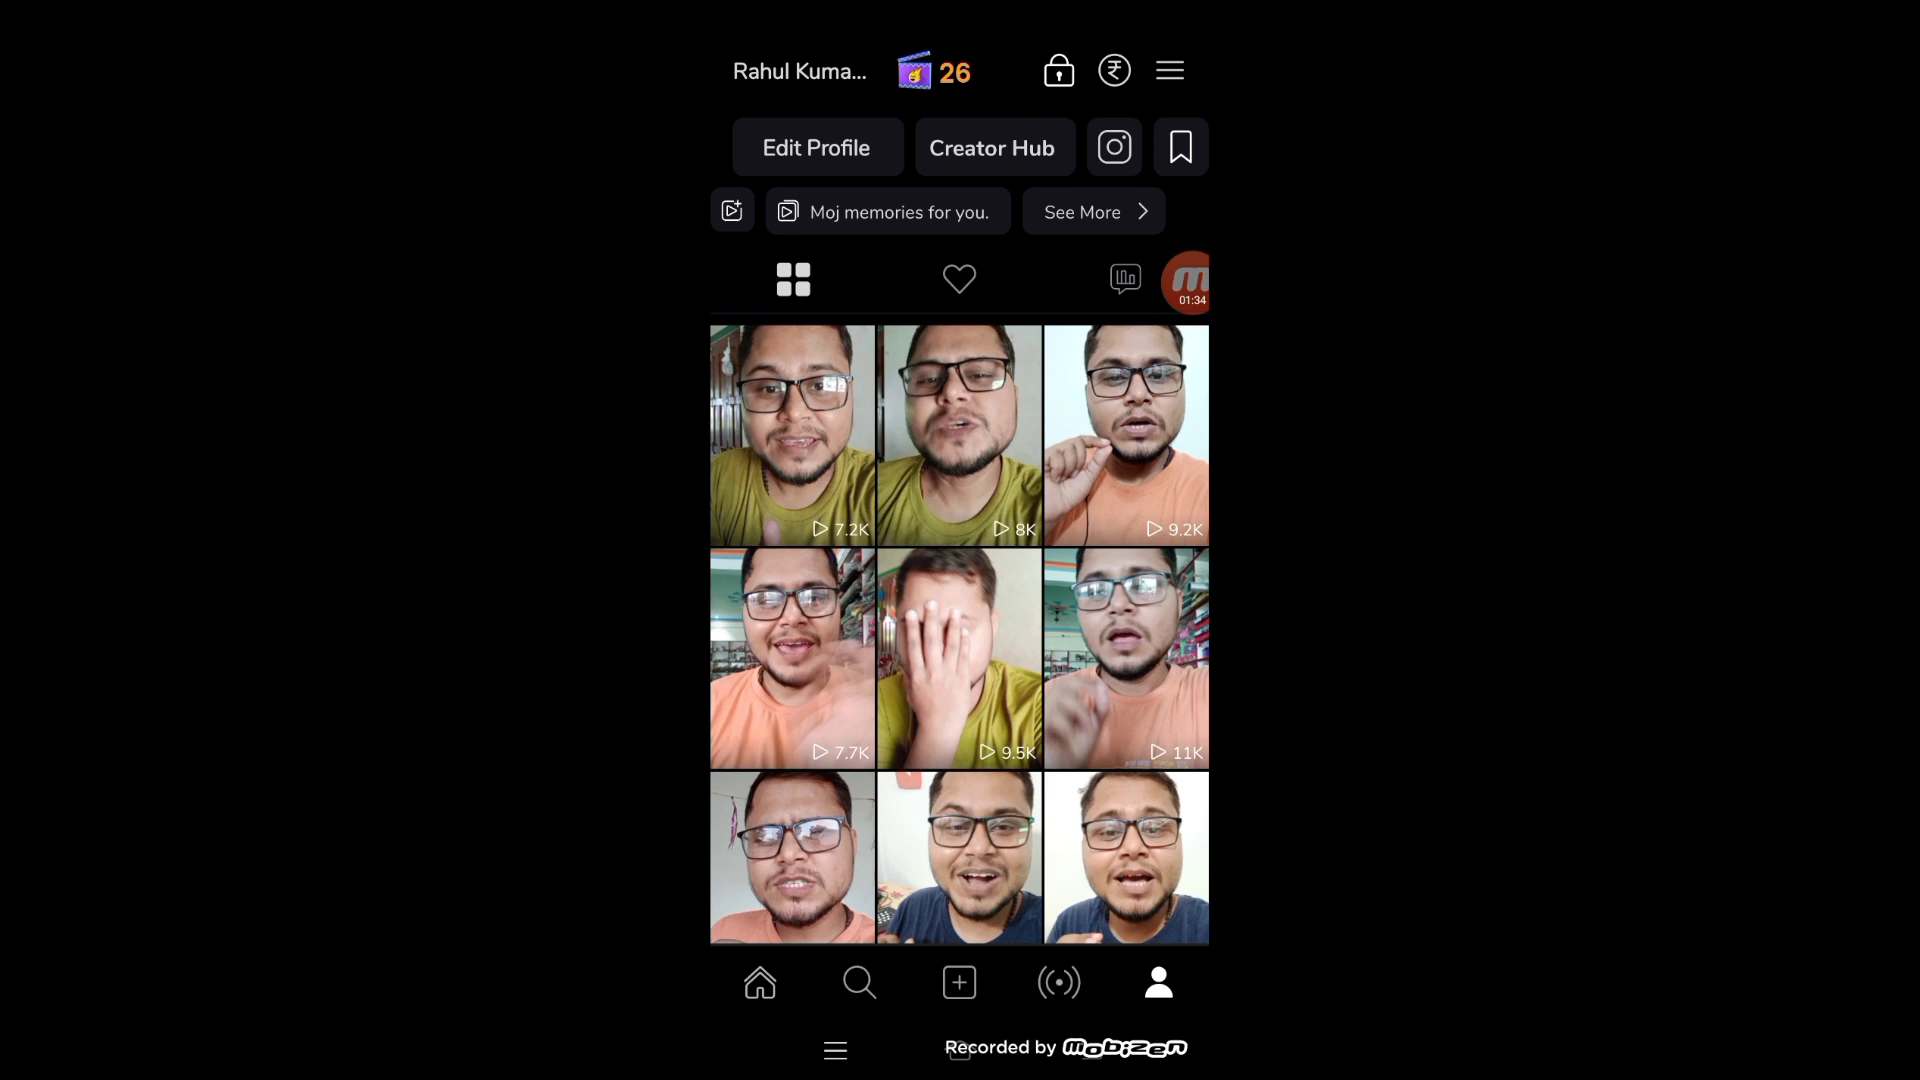 Rahul Kuma... 26
Edit Profile Creator Hub
Moj memories for you. See More
01:34
7.2K 8K 9.2K
7.7K 9.5K 11K
Recorded by mobizen